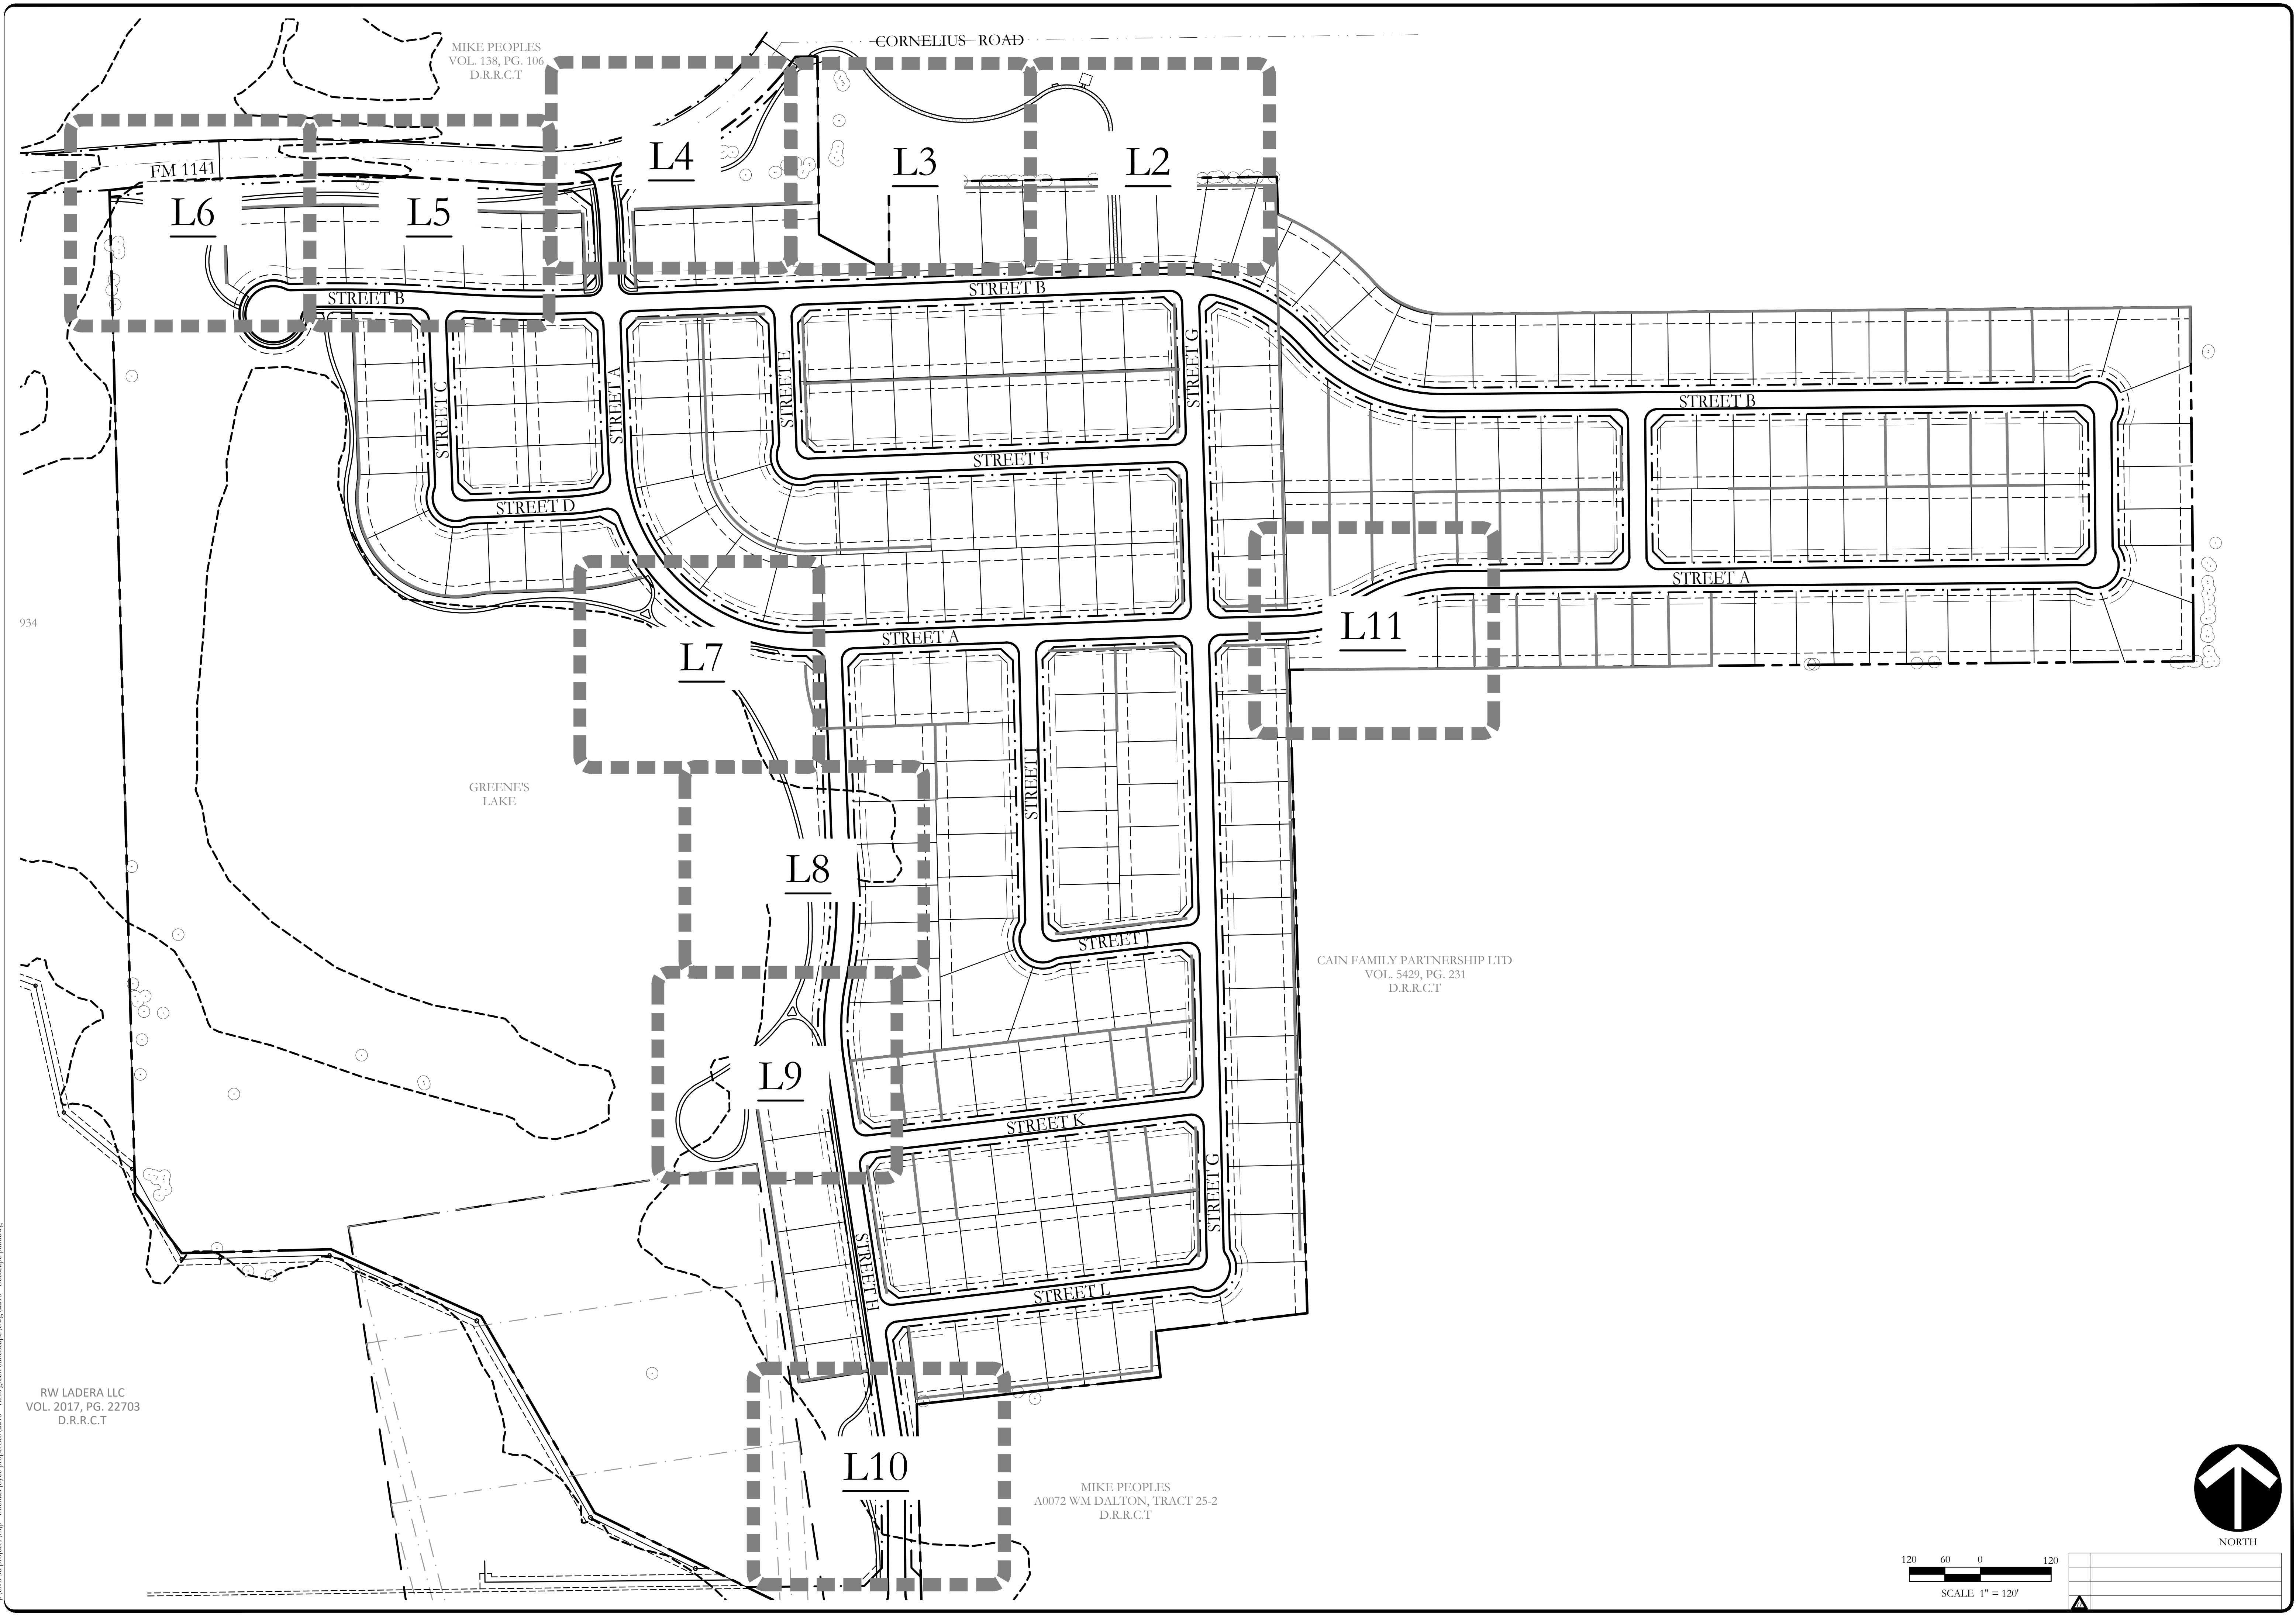 CORNELIUS ROAD
MIKE PEOPLES
VOL. 138, PG. 106
D.R.R.C.T
L4
L3
L2
FM 1141
L6
L5
STREET B
STREET B
STREET G
STREET E
STREET A
STREET C
STREET B
STREET F
STREET D
STREET A
934
L11
STREET A
L7
STREET I
GREENE'S
LAKE
L8
STREET J
CAIN FAMILY PARTNERSHIP LTD
VOL. 5429, PG. 231
D.R.R.C.T
L9
STREET K
STREET G
STREET H
STREET L
RW LADERA LLC
VOL. 2017, PG. 22703
D.R.R.C.T
L10
MIKE PEOPLES
A0072 WM DALTON, TRACT 25-2
D.R.R.C.T
NORTH
120 60 0 120
SCALE 1" = 120'